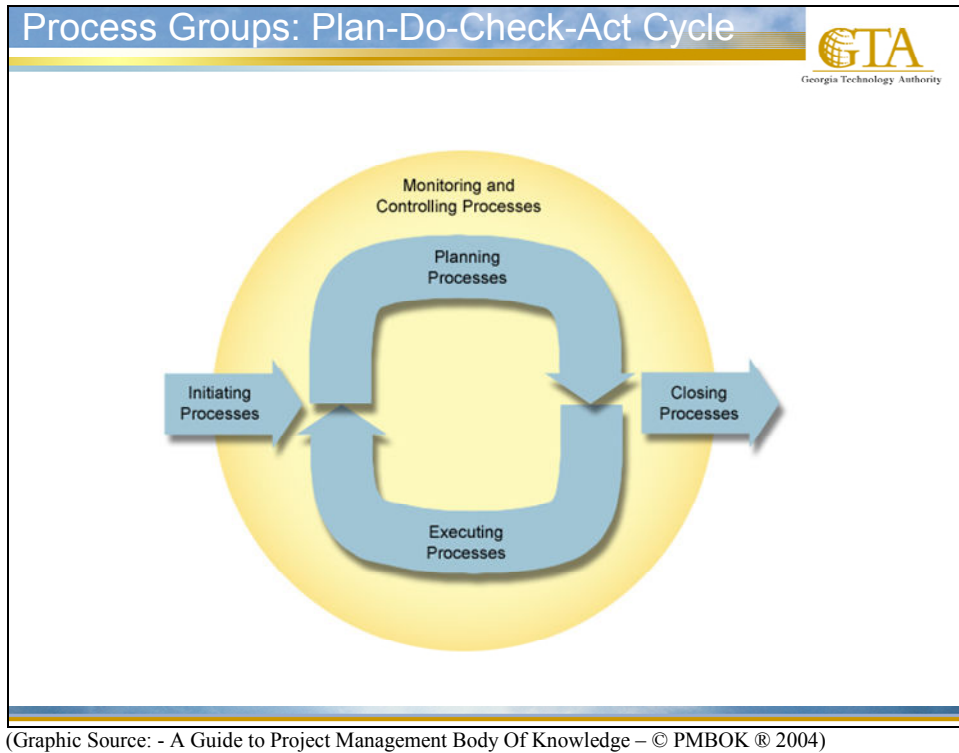 Process Groups: Plan-Do-Check-Act Cycle
GTA
Georgia Technology Authority
Monitoring and
Controlling Processes
Planning
Processes
Initiating
Processes
Closing
Processes
Executing
Processes
(Graphic Source: - A Guide to Project Management Body Of Knowledge – © PMBOK ® 2004)